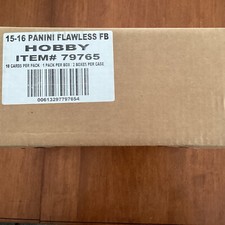 15-16 PANINI FLAWLESS FB
HOBBY
ITEM# 79765
10 CARDS PER PACK - 1 PACK PER BOX - 2 BOXES PER CASE